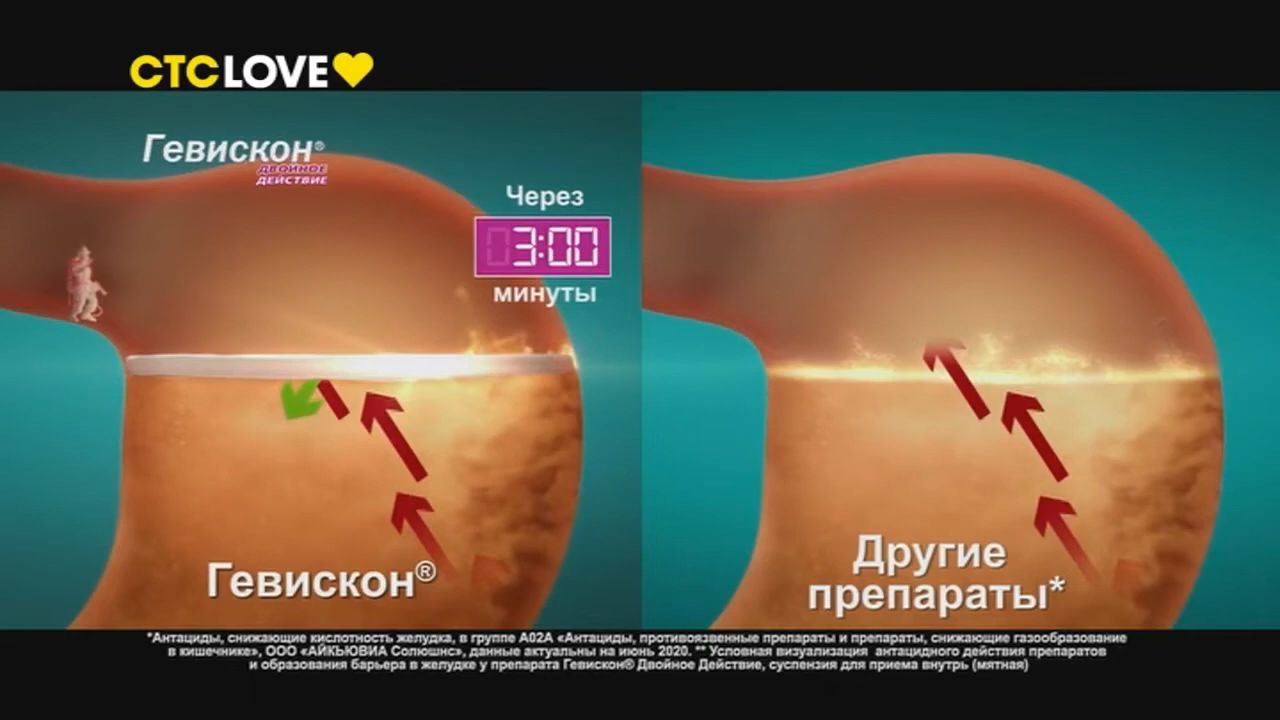 СТСLOVE
Гевискон®
ДВОЙНОЕ
ДЕЙСТВИЕ
Через
3:00
минуты
Гевискон®
Другие
препараты*
*Антациды, снижающие кислотность желудка, в группе А02А «Антациды, противоязвенные препараты и препараты, снижающие газообразование
в кишечнике», ООО «АЙКЬЮВИА Солюшнс», данные актуальны на июнь 2020. ** Условная визуализация антацидного действия препаратов
и образования барьера в желудке у препарата Гевискон® Двойное Действие, суспензия для приема внутрь (мятная)